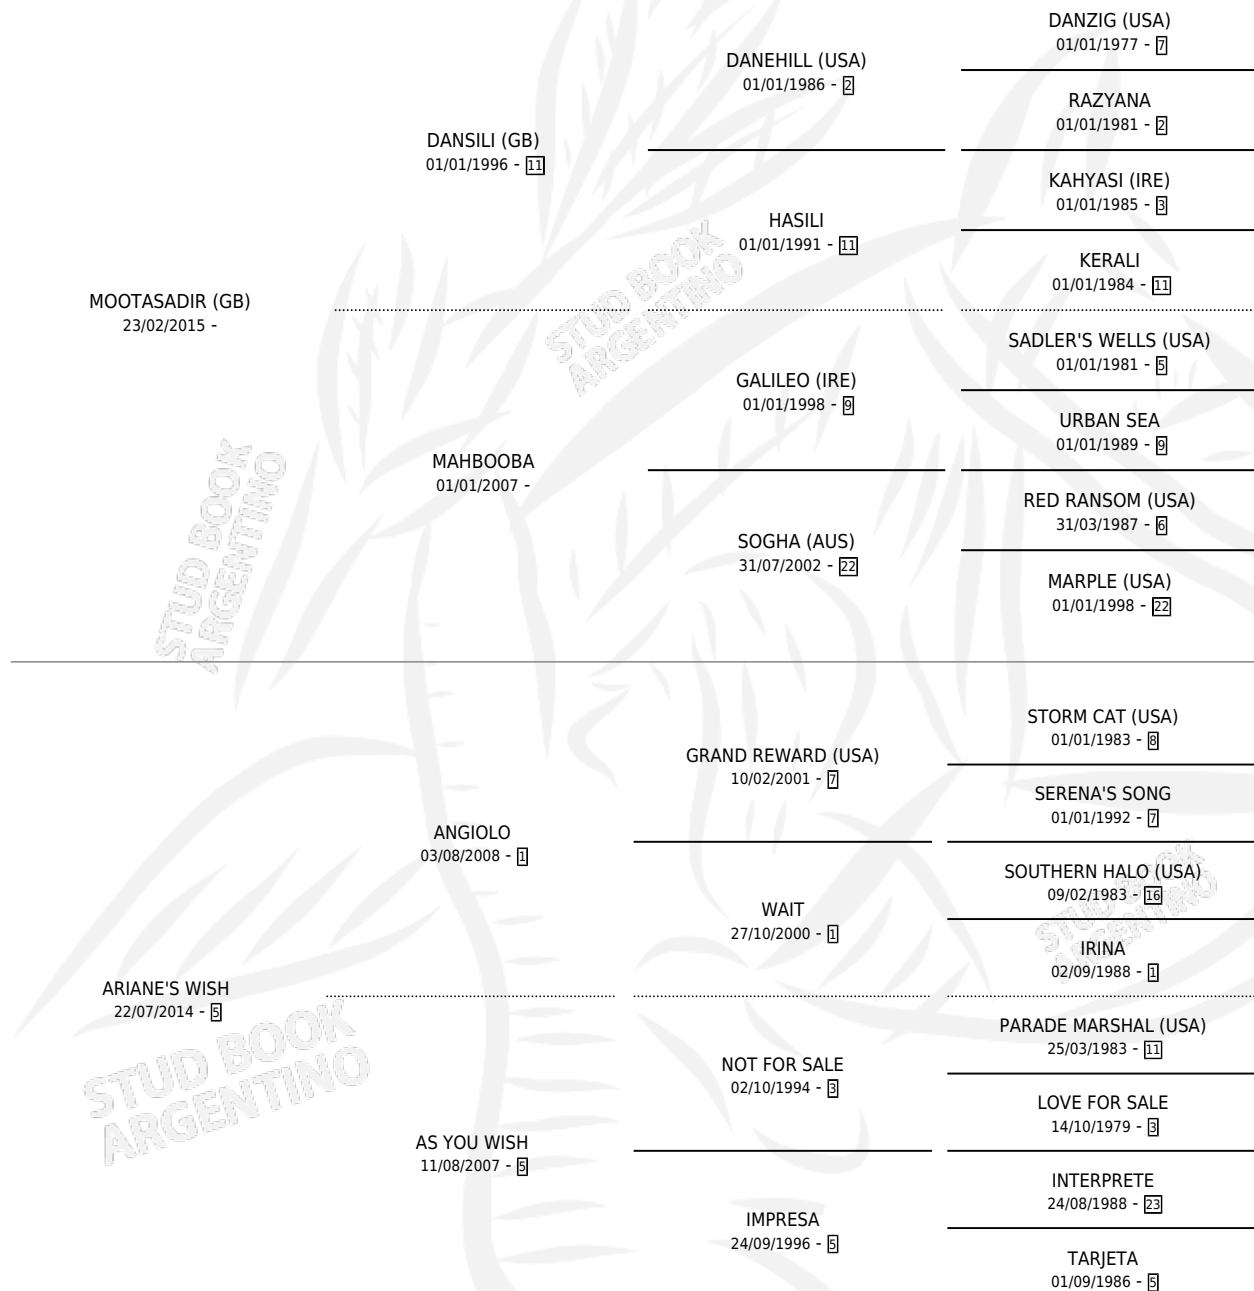 DANZIG (USA)
01/01/1977 - 7
DANEHILL (USA)
01/01/1986 - 2
RAZYANA
01/01/1981 - 2
DANSILI (GB)
01/01/1996 - 11
KAHYASI (IRE)
01/01/1985 - 3
HASILI
01/01/1991 - 11
KERALI
01/01/1984 - 11
MOOTASADIR (GB)
23/02/2015 -
SADLER'S WELLS (USA)
01/01/1981 - 5
GALILEO (IRE)
01/01/1998 - 9
URBAN SEA
01/01/1989 - 9
MAHBOOBA
01/01/2007 -
RED RANSOM (USA)
31/03/1987 - 6
SOGHA (AUS)
31/07/2002 - 22
MARPLE (USA)
01/01/1998 - 22
STORM CAT (USA)
01/01/1983 - 8
GRAND REWARD (USA)
10/02/2001 - 7
SERENA'S SONG
01/01/1992 - 7
ANGIOLO
03/08/2008 - 1
SOUTHERN HALO (USA)
09/02/1983 - 16
WAIT
27/10/2000 - 1
IRINA
02/09/1988 - 1
ARIANE'S WISH
22/07/2014 - 5
PARADE MARSHAL (USA)
25/03/1983 - 11
NOT FOR SALE
02/10/1994 - 3
LOVE FOR SALE
14/10/1979 - 3
AS YOU WISH
11/08/2007 - 5
INTERPRETE
24/08/1988 - 23
IMPRESA
24/09/1996 - 5
TARJETA
01/09/1986 - 5
STUD BOOK
ARGENTINO
STUD BOOK
ARGENTINO
STUD BOOK
ARGENTINO
STUD BOOK
ARGENTINO